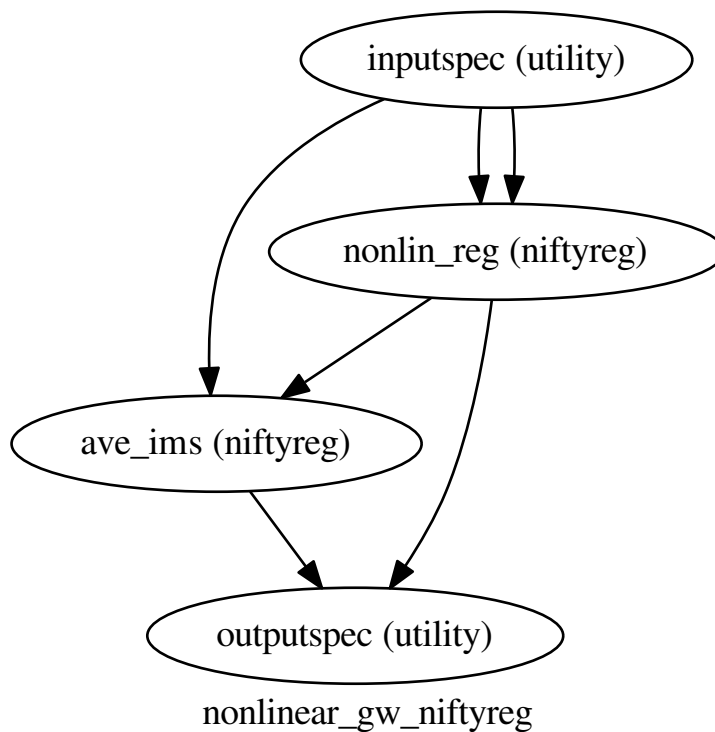 inputspec (utility)
nonlin_reg (niftyreg)
ave_ims (niftyreg)
outputspec (utility)
nonlinear_gw_niftyreg